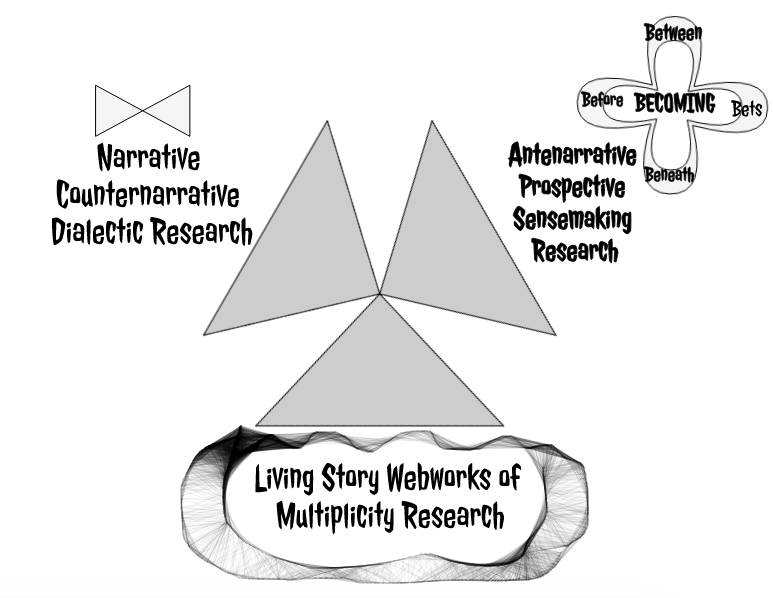 Narrative
Counternarrative
Dialectic Research
Between
Before BECOMING Bets
Beneath
Antenarrative
Prospective
Sensemaking
Research
Living Story Webworks of
Multiplicity Research